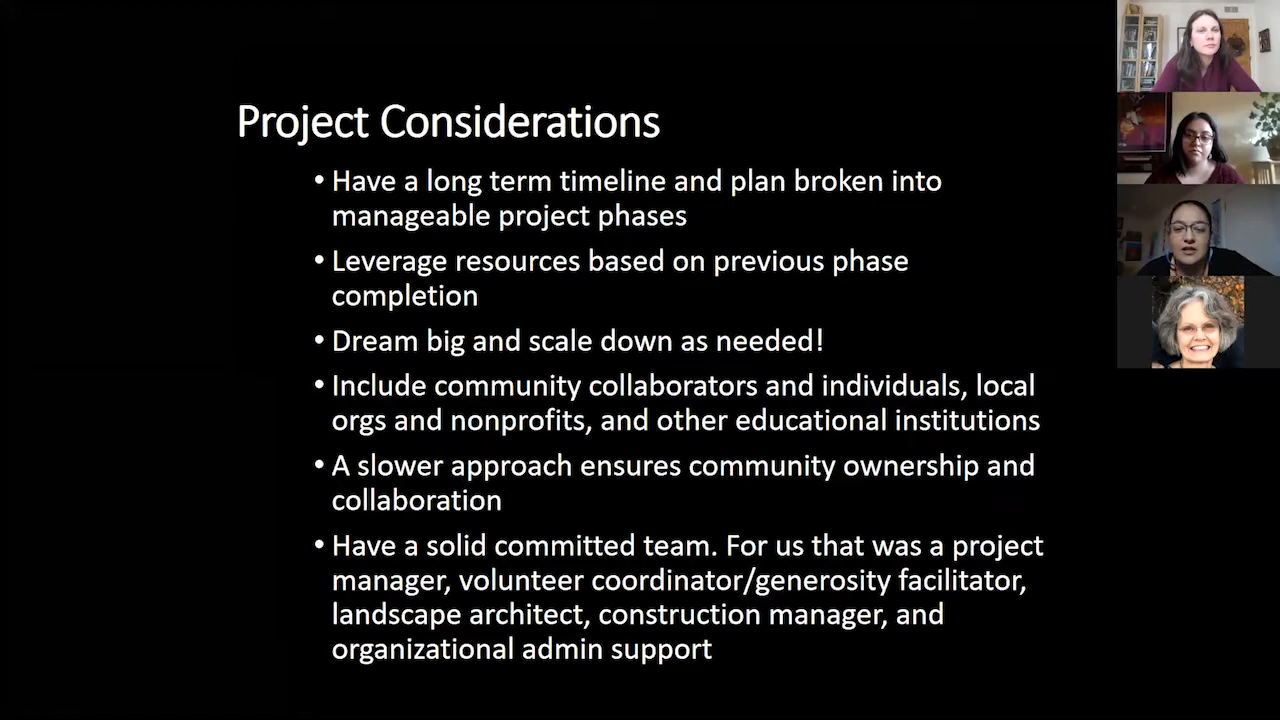 Project Considerations
• Have a long term timeline and plan broken into
manageable project phases
• Leverage resources based on previous phase
completion
• Dream big and scale down as needed!
• Include community collaborators and individuals, local
orgs and nonprofits, and other educational institutions
• A slower approach ensures community ownership and
collaboration
• Have a solid committed team. For us that was a project
manager, volunteer coordinator/generosity facilitator,
landscape architect, construction manager, and
organizational admin support